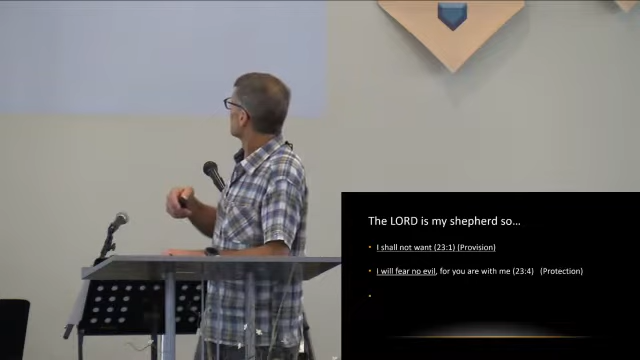 The LORD is my shepherd so…
I shall not want (23:1) (Provision)
I will fear no evil, for you are with me (23:4) (Protection)